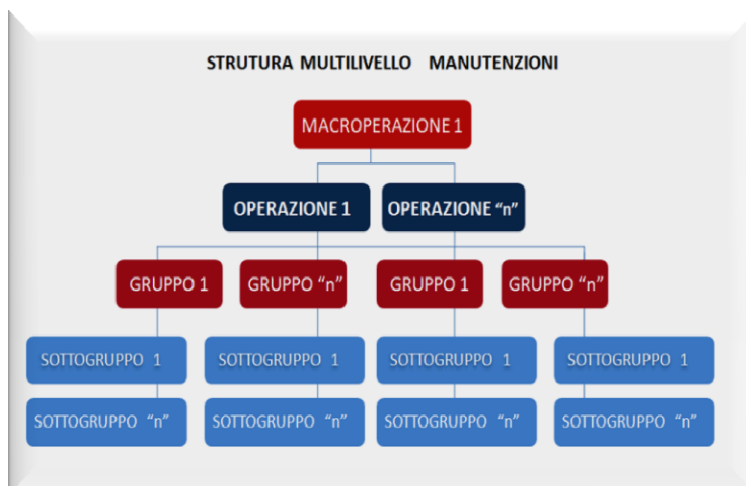 STRUTURA MULTILIVELLO MANUTENZIONI
MACROPERAZIONE 1
OPERAZIONE 1 OPERAZIONE "n"
GRUPPO 1 GRUPPO "n" GRUPPO 1 GRUPPO "n"
SOTTOGRUPPO 1 SOTTOGRUPPO 1 SOTTOGRUPPO 1 SOTTOGRUPPO 1
SOTTOGRUPPO "n" SOTTOGRUPPO "n" SOTTOGRUPPO "n" SOTTOGRUPPO "n"